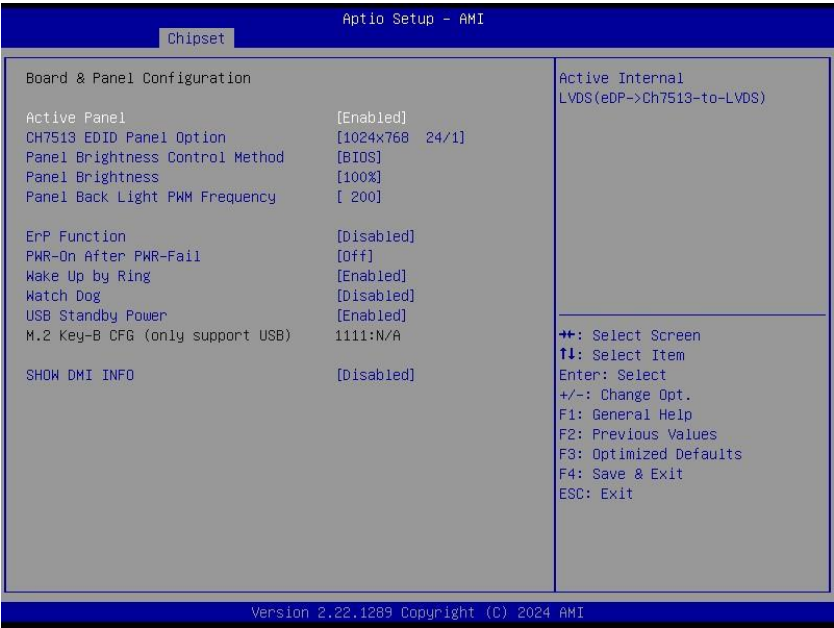 Aptio Setup - AMI
Chipset
Board & Panel Configuration
Active Panel [Enabled]
CH7513 EDID Panel Option [1024x768 24/1]
Panel Brightness Control Method [BIOS]
Panel Brightness [100%]
Panel Back Light PWM Frequency [ 200]
ErP Function [Disabled]
PWR-On After PWR-Fail [Off]
Wake Up by Ring [Enabled]
Watch Dog [Disabled]
USB Standby Power [Enabled]
M.2 Key-B CFG (only support USB) 1111:N/A
SHOW DMI INFO [Disabled]
Active Internal
LVDS(eDP->Ch7513-to-LVDS)
→←: Select Screen
↑↓: Select Item
Enter: Select
+/-: Change Opt.
F1: General Help
F2: Previous Values
F3: Optimized Defaults
F4: Save & Exit
ESC: Exit
Version 2.22.1289 Copyright (C) 2024 AMI